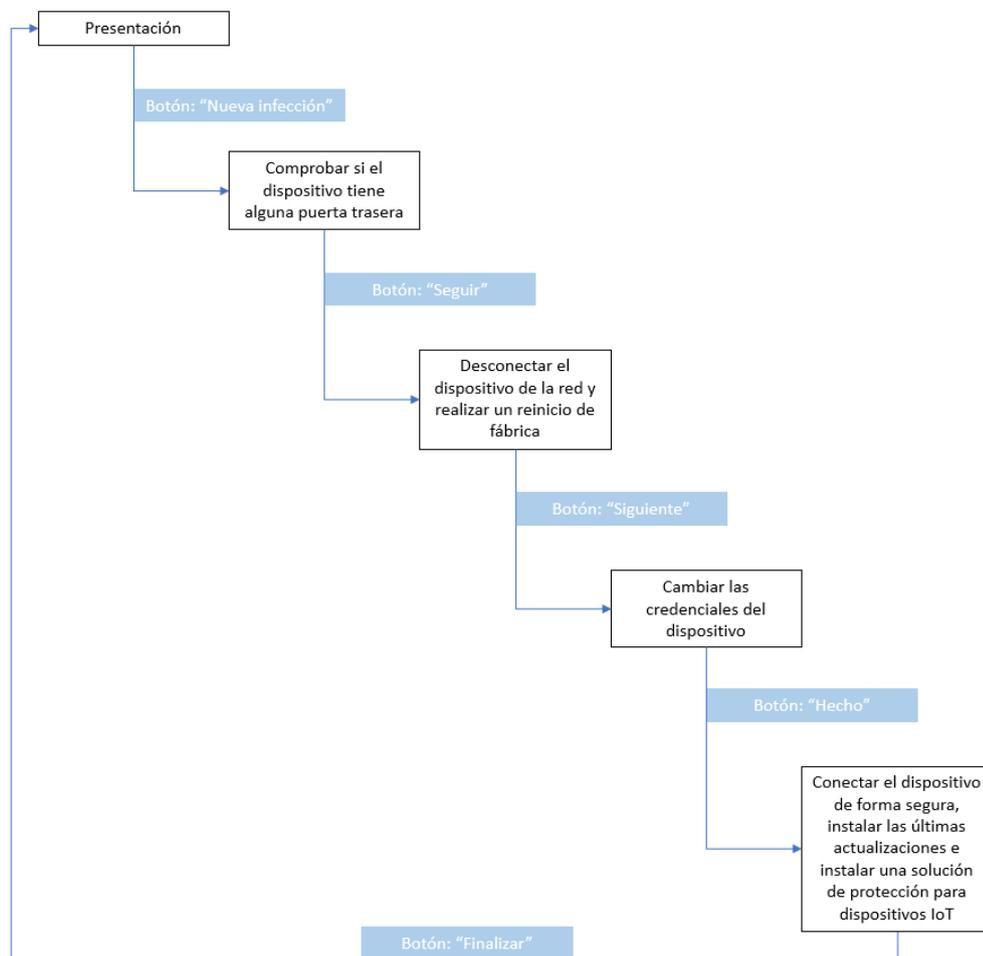 Presentación
Botón: “Nueva infección”
Comprobar si el
dispositivo tiene
alguna puerta trasera
Botón: “Seguir”
Desconectar el
dispositivo de la red y
realizar un reinicio de
fábrica
Botón: “Siguiente”
Cambiar las
credenciales del
dispositivo
Botón: “Hecho”
Conectar el dispositivo
de forma segura,
instalar las últimas
actualizaciones e
instalar una solución
de protección para
dispositivos IoT
Botón: “Finalizar”